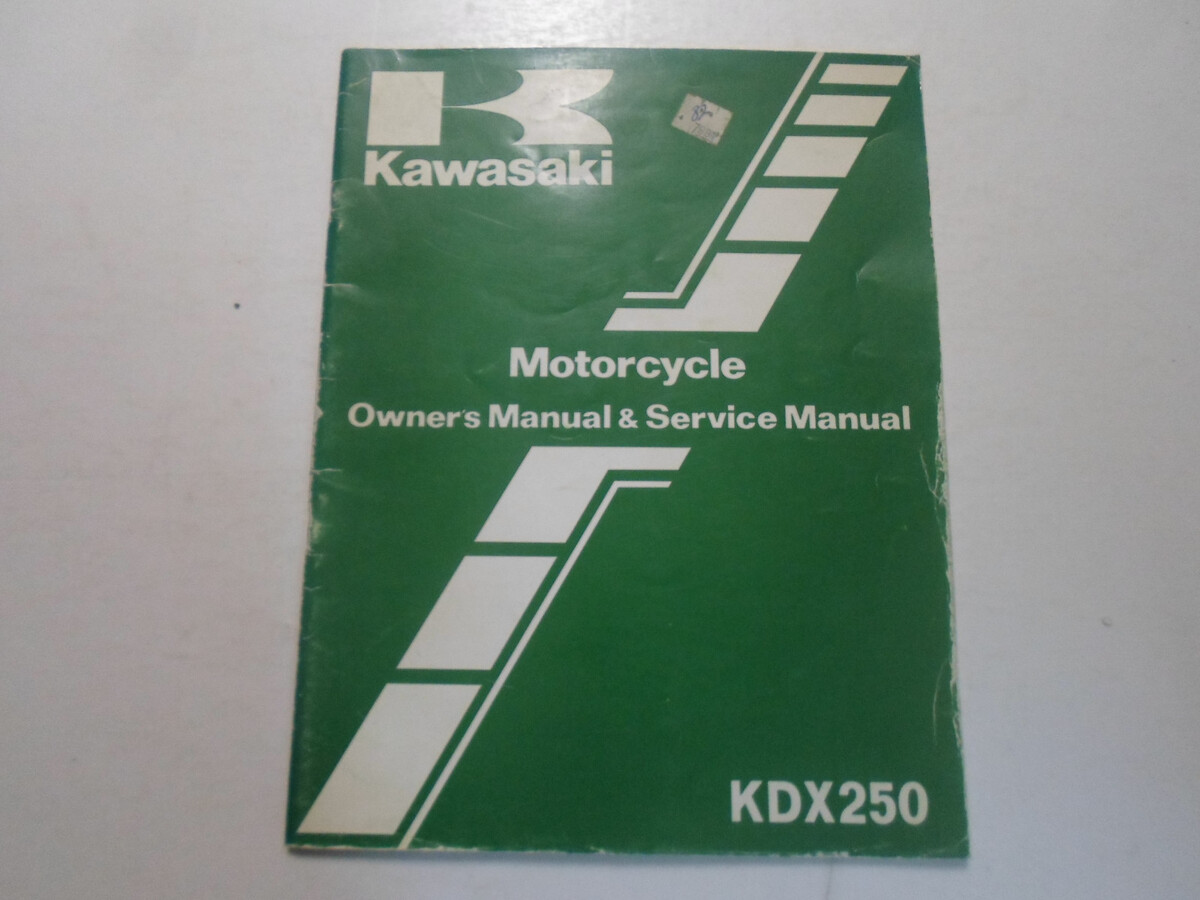 Kawasaki
Motorcycle
Owner's Manual & Service Manual
KDX250